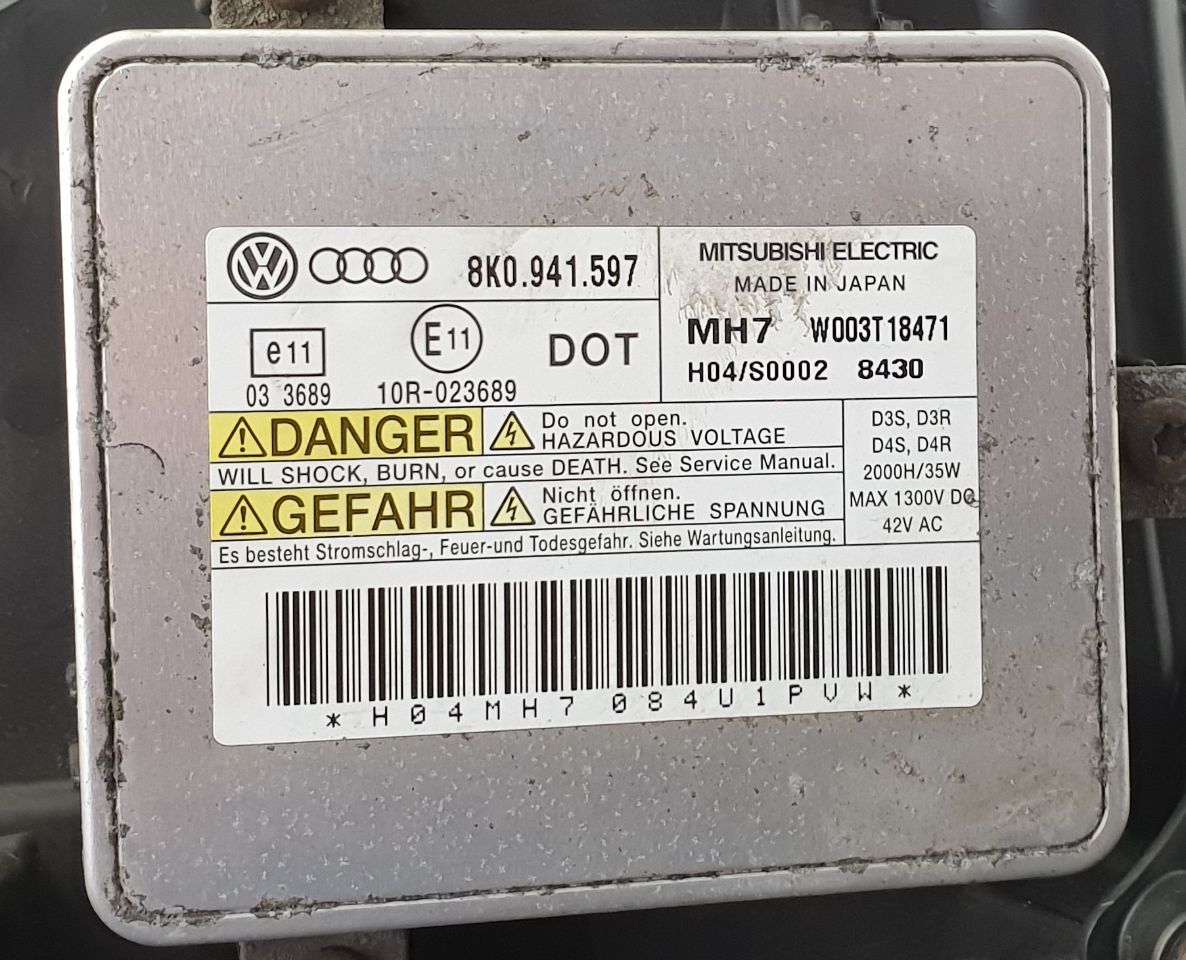 VW 8K0.941.597
MITSUBISHI ELECTRIC
MADE IN JAPAN
MH7 W003T18471
H04/S0002 8430
e11
03 3689
E11
10R-023689
DOT
DANGER
Do not open.
HAZARDOUS VOLTAGE
WILL SHOCK, BURN, or cause DEATH. See Service Manual.
GEFAHR
Nicht öffnen.
GEFÄHRLICHE SPANNUNG
Es besteht Stromschlag-, Feuer-und Todesgefahr. Siehe Wartungsanleitung.
D3S, D3R
D4S, D4R
2000H/35W
MAX 1300V DC
42V AC
*H04MH7084U1PVW*